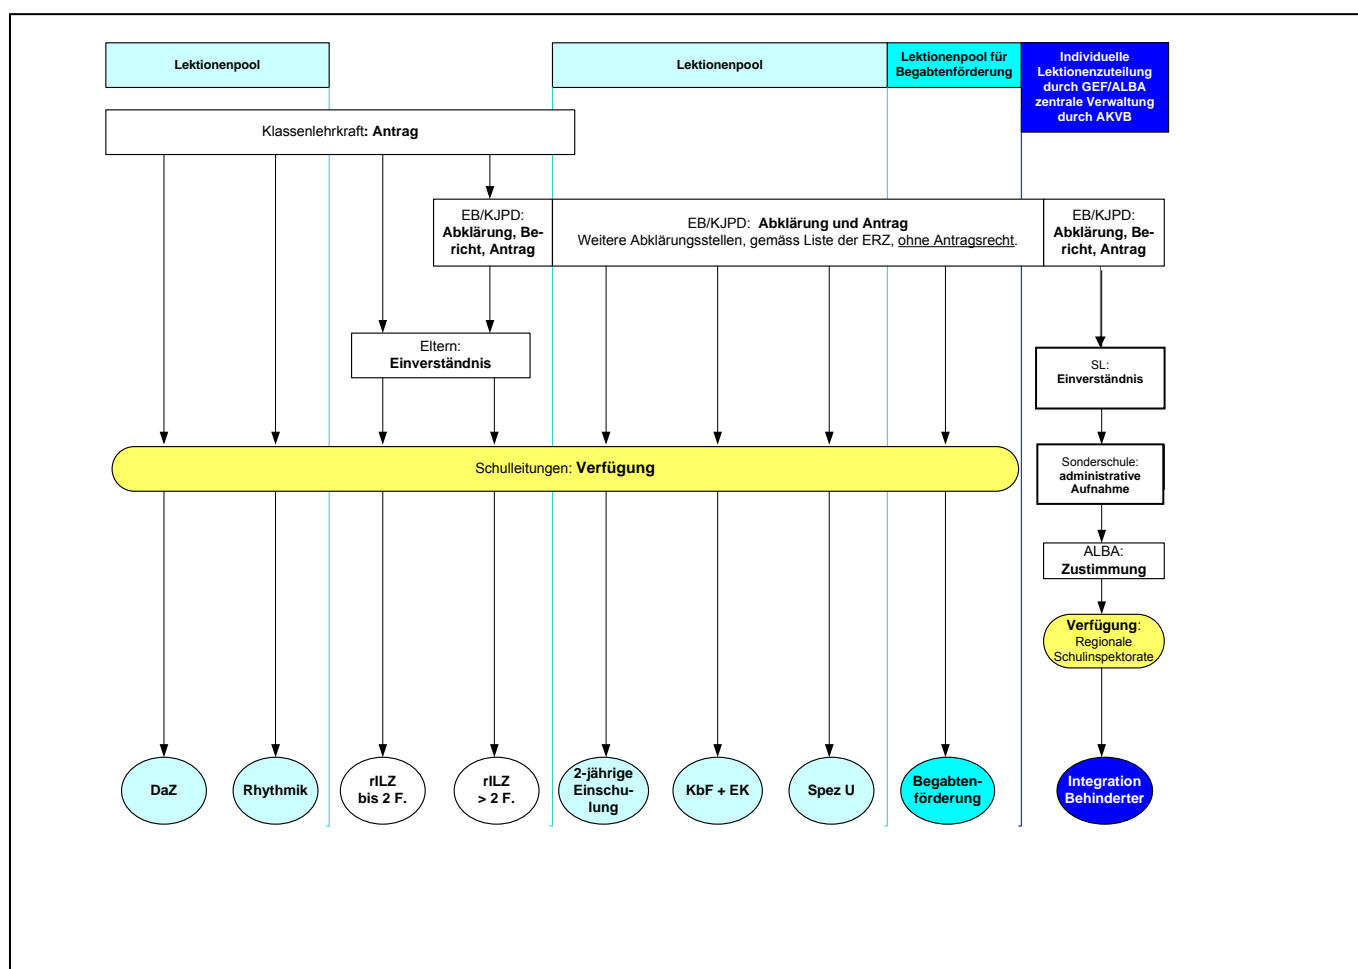 Lektionenpool
Lektionenpool
Lektionenpool für
Begabtenförderung
Individuelle
Lektionenzuteilung
durch GEF/ALBA
zentrale Verwaltung
durch AKVB
Klassenlehrkraft: Antrag
EB/KJPD:
Abklärung, Be-
richt, Antrag
EB/KJPD: Abklärung und Antrag
Weitere Abklärungsstellen, gemäss Liste der ERZ, ohne Antragsrecht.
EB/KJPD:
Abklärung, Be-
richt, Antrag
Eltern:
Einverständnis
SL:
Einverständnis
Schulleitungen: Verfügung
Sonderschule:
administrative
Aufnahme
ALBA:
Zustimmung
Verfügung:
Regionale
Schulinspektorate
DaZ
Rhythmik
rILZ
bis 2 F.
rILZ
> 2 F.
2-jährige
Einschu-
lung
KbF + EK
Spez U
Begabten-
förderung
Integration
Behinderter